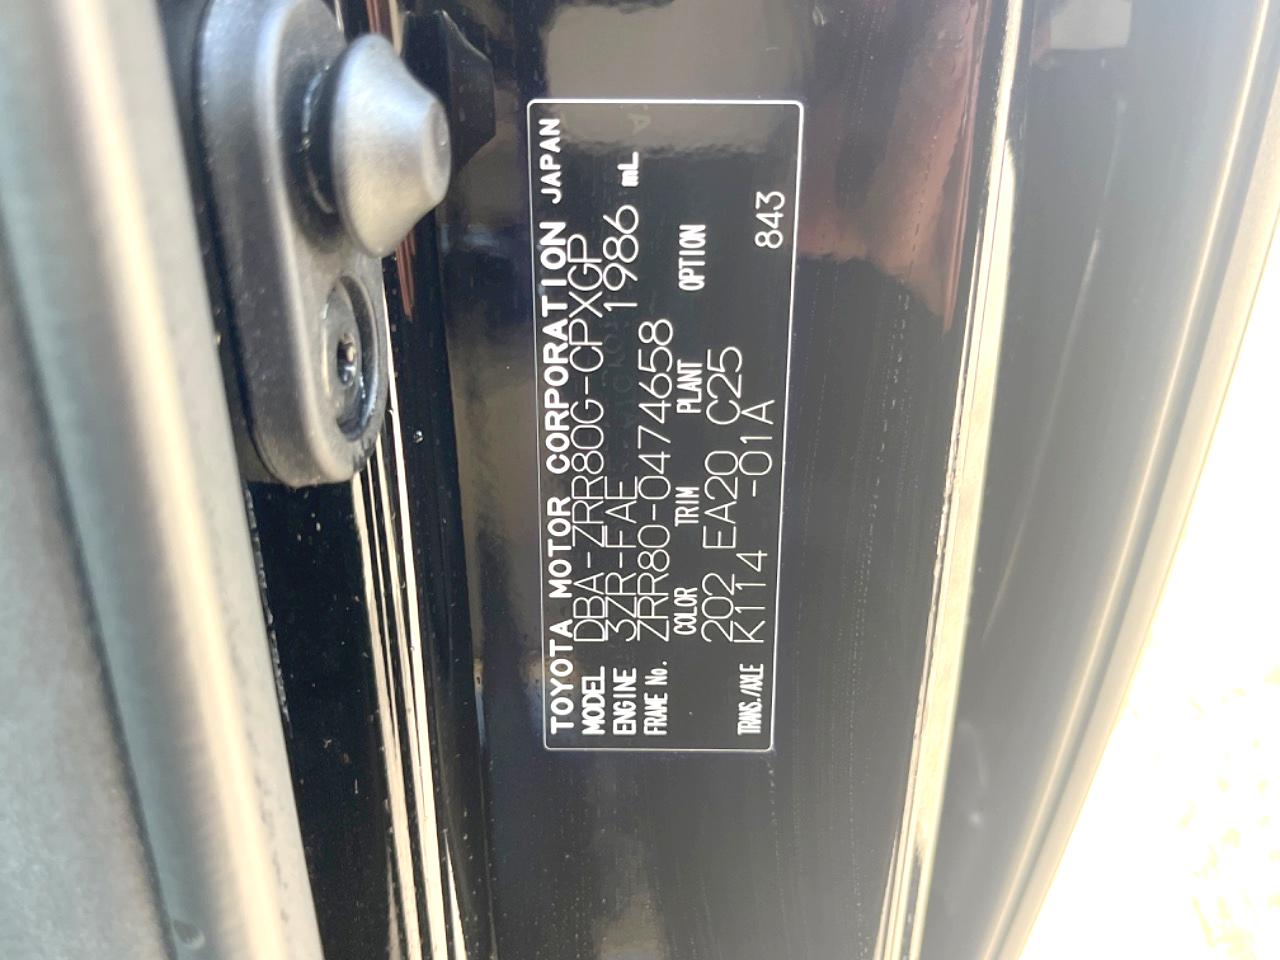 TOYOTA MOTOR CORPORATION JAPAN
MODEL DBA-ZRR80G-CPXGP
ENGINE 3ZR-FAE 1986 mL
FRAME No. ZRR80-0474658
COLOR TRIM PLANT OPTION
202 EA20 C25
TRANS./AXLE K114 -01A 843